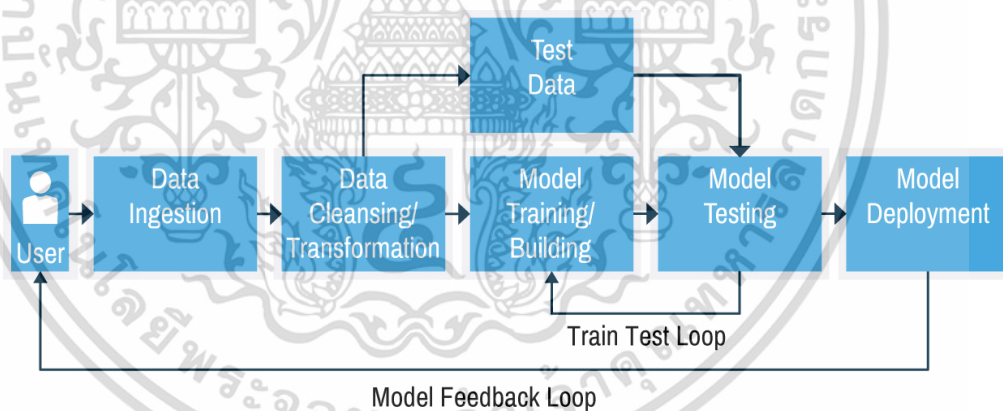 Test
Data
User
Data
Ingestion
Data
Cleansing/
Transformation
Model
Training/
Building
Model
Testing
Model
Deployment
Train Test Loop
Model Feedback Loop